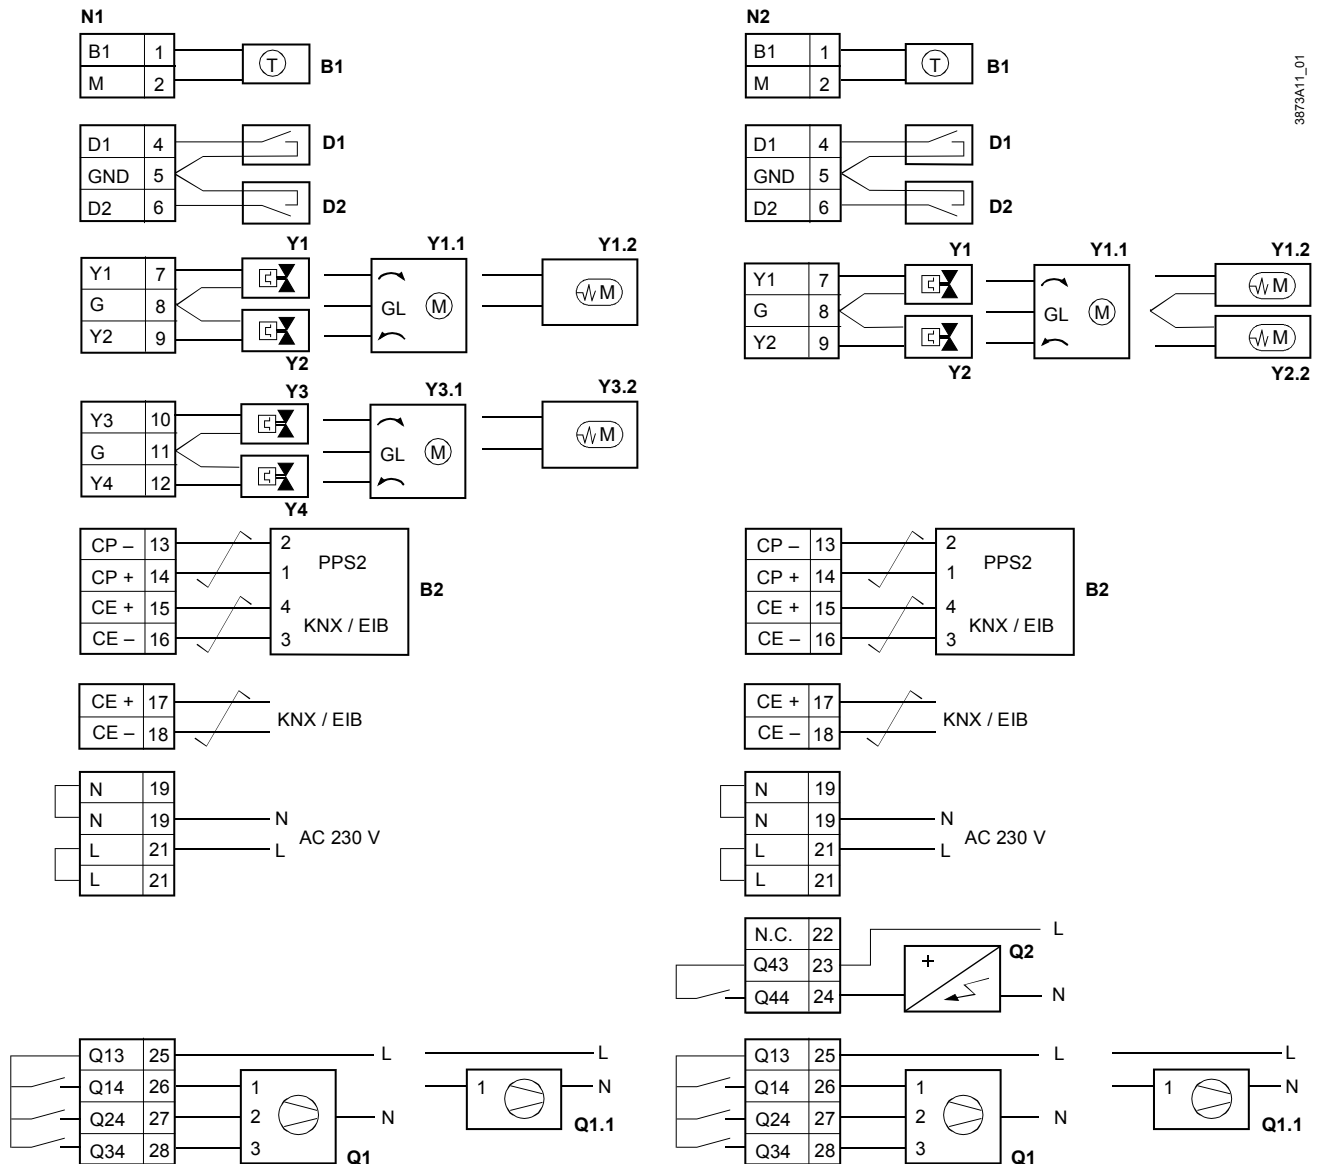 N1
B1 1
M 2
T
B1
D1 4
GND 5
D2 6
D1
D2
Y1 7
G 8
Y2 9
Y1
Y2
Y1.1
GL M
Y1.2
M
Y3 10
G 11
Y4 12
Y3
Y4
Y3.1
GL M
Y3.2
M
CP – 13
CP + 14
CE + 15
CE – 16
2
1
4
3
PPS2
KNX / EIB
B2
CE + 17
CE – 18
KNX / EIB
N 19
N 19
L 21
L 21
N
L
AC 230 V
Q13 25
Q14 26
Q24 27
Q34 28
L
1
2
3
N
Q1
L
1
N
Q1.1
N2
B1 1
M 2
T
B1
D1 4
GND 5
D2 6
D1
D2
Y1 7
G 8
Y2 9
Y1
Y2
Y1.1
GL M
Y1.2
M
M
Y2.2
CP – 13
CP + 14
CE + 15
CE – 16
2
1
4
3
PPS2
KNX / EIB
B2
CE + 17
CE – 18
KNX / EIB
N 19
N 19
L 21
L 21
N
L
AC 230 V
N.C. 22
Q43 23
Q44 24
L
+
Q2
N
Q13 25
Q14 26
Q24 27
Q34 28
L
1
2
3
N
Q1
L
1
N
Q1.1
3873A11_01